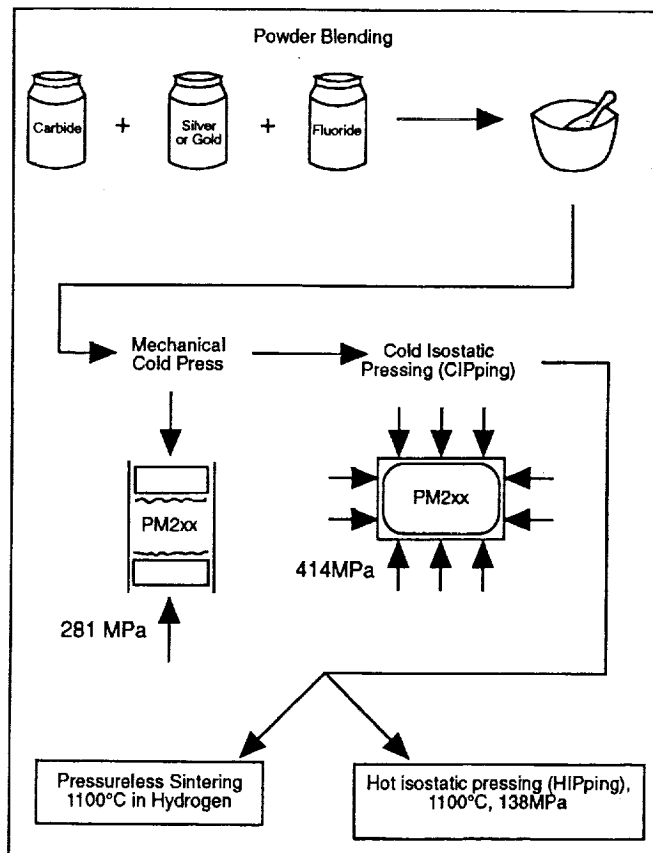 Powder Blending
Carbide
+
Silver
or Gold
+
Fluoride
Mechanical
Cold Press
Cold Isostatic
Pressing (CIPping)
PM2xx
PM2xx
281 MPa
414MPa
Pressureless Sintering
1100°C in Hydrogen
Hot isostatic pressing (HIPping),
1100°C, 138MPa